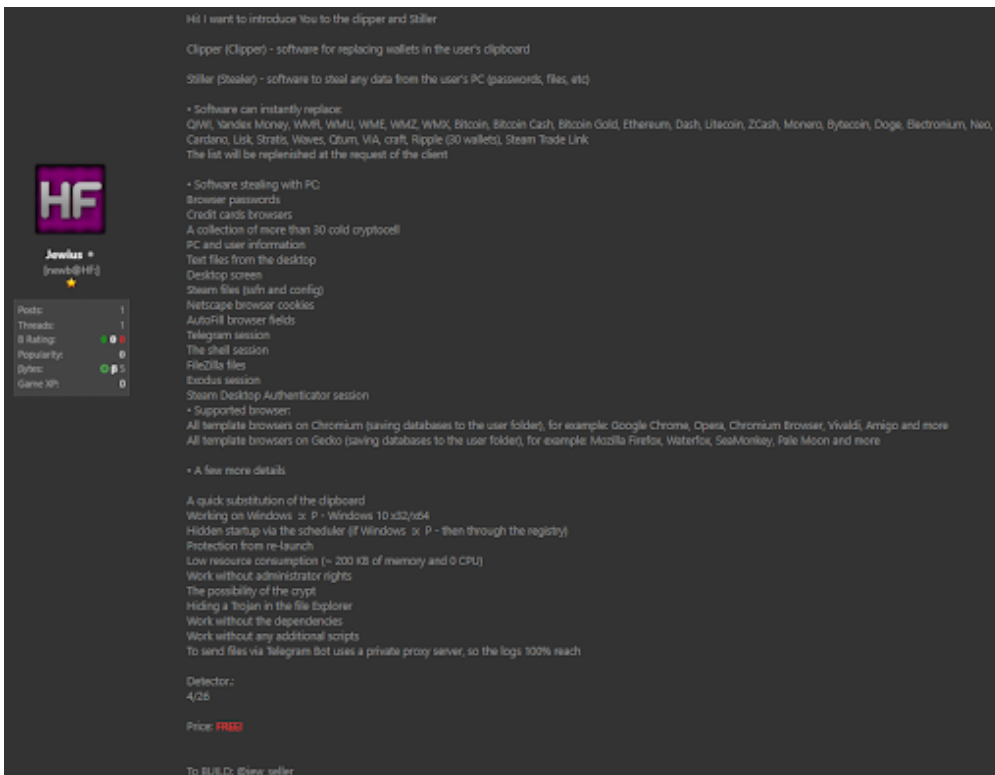 Hi! I want to introduce You to the clipper and Stiller
Clipper (Clipper) - software for replacing wallets in the user's clipboard
Stiller (Stealer) - software to steal any data from the user's PC (passwords, files, etc)
• Software can instantly replace:
QIWI, Yandex Money, WMR, WMU, WME, WMZ, WMX, Bitcoin, Bitcoin Cash, Bitcoin Gold, Ethereum, Dash, Litecoin, ZCash, Monero, Bytecoin, Doge, Electronium, Neo,
Cardano, Lisk, Stratis, Waves, Qtum, VIA, craft, Ripple (30 wallets), Steam Trade Link
The list will be replenished at the request of the client
• Software stealing with PC:
Browser passwords
Credit cards browsers
A collection of more than 30 cold cryptocell
PC and user information
Text files from the desktop
Desktop screen
Steam files (ssfn and config)
Netscape browser cookies
AutoFill browser fields
Telegram session
The shell session
FileZilla files
Exodus session
Steam Desktop Authenticator session
• Supported browser:
All template browsers on Chromium (saving databases to the user folder), for example: Google Chrome, Opera, Chromium Browser, Vivaldi, Amigo and more
All template browsers on Gecko (saving databases to the user folder), for example: Mozilla Firefox, Waterfox, SeaMonkey, Pale Moon and more
• A few more details
A quick substitution of the clipboard
Working on Windows :x: P - Windows 10 x32/x64
Hidden startup via the scheduler (if Windows :x: P - then through the registry)
Protection from re-launch
Low resource consumption (~ 200 KB of memory and 0 CPU)
Work without administrator rights
The possibility of the crypt
Hiding a Trojan in the file Explorer
Work without the dependencies
Work without any additional scripts
To send files via Telegram Bot uses a private proxy server, so the logs 100% reach
Detector.:
4/26
Price: FREE!
To BUILD: @jew_seller
HF
Jewius
[newb@HF:]
Posts: 1
Threads: 1
B Rating: 0 0 0
Popularity: 0
βytes: β 5
Game XP: 0